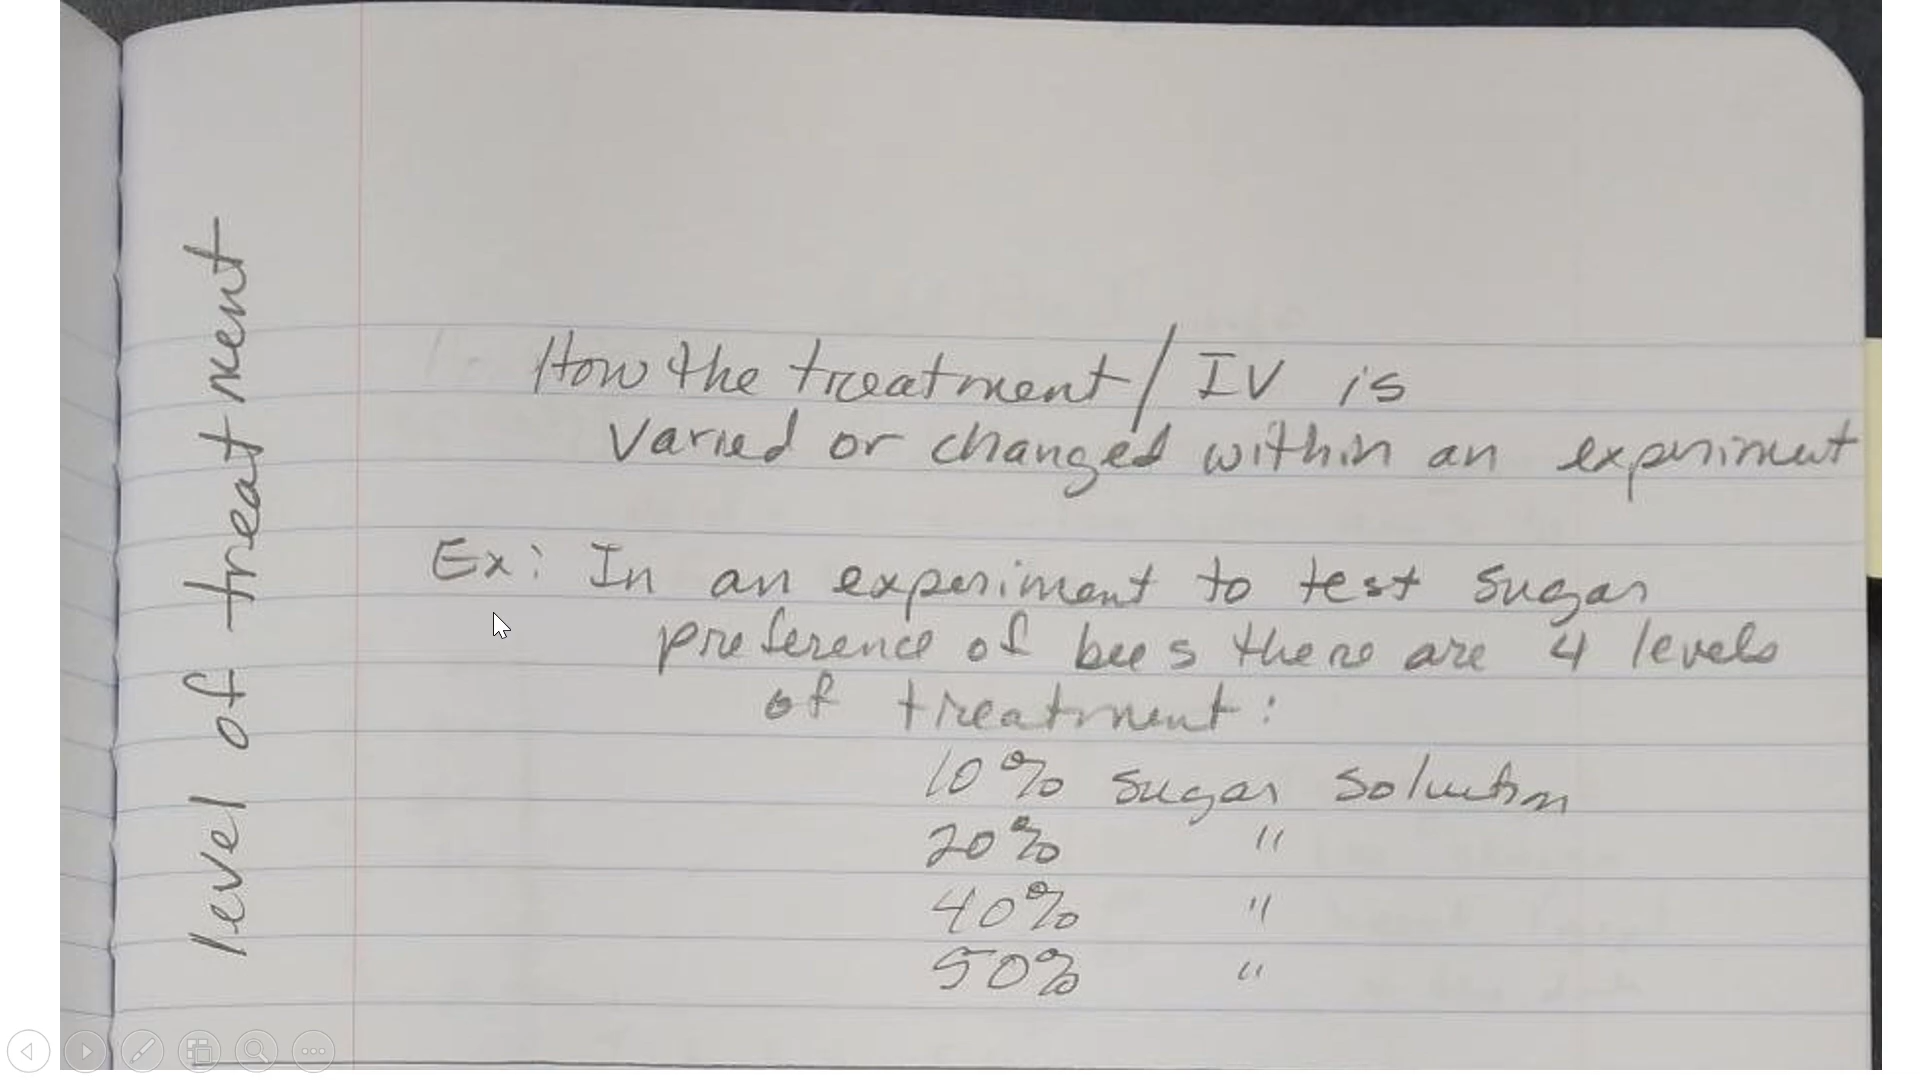 level of treatment
How the treatment/IV is
varied or changed within an experiment
Ex: In an experiment to test sugar
preference of bees there are 4 levels
of treatment:
10% sugar solution
20% "
40% "
50% "